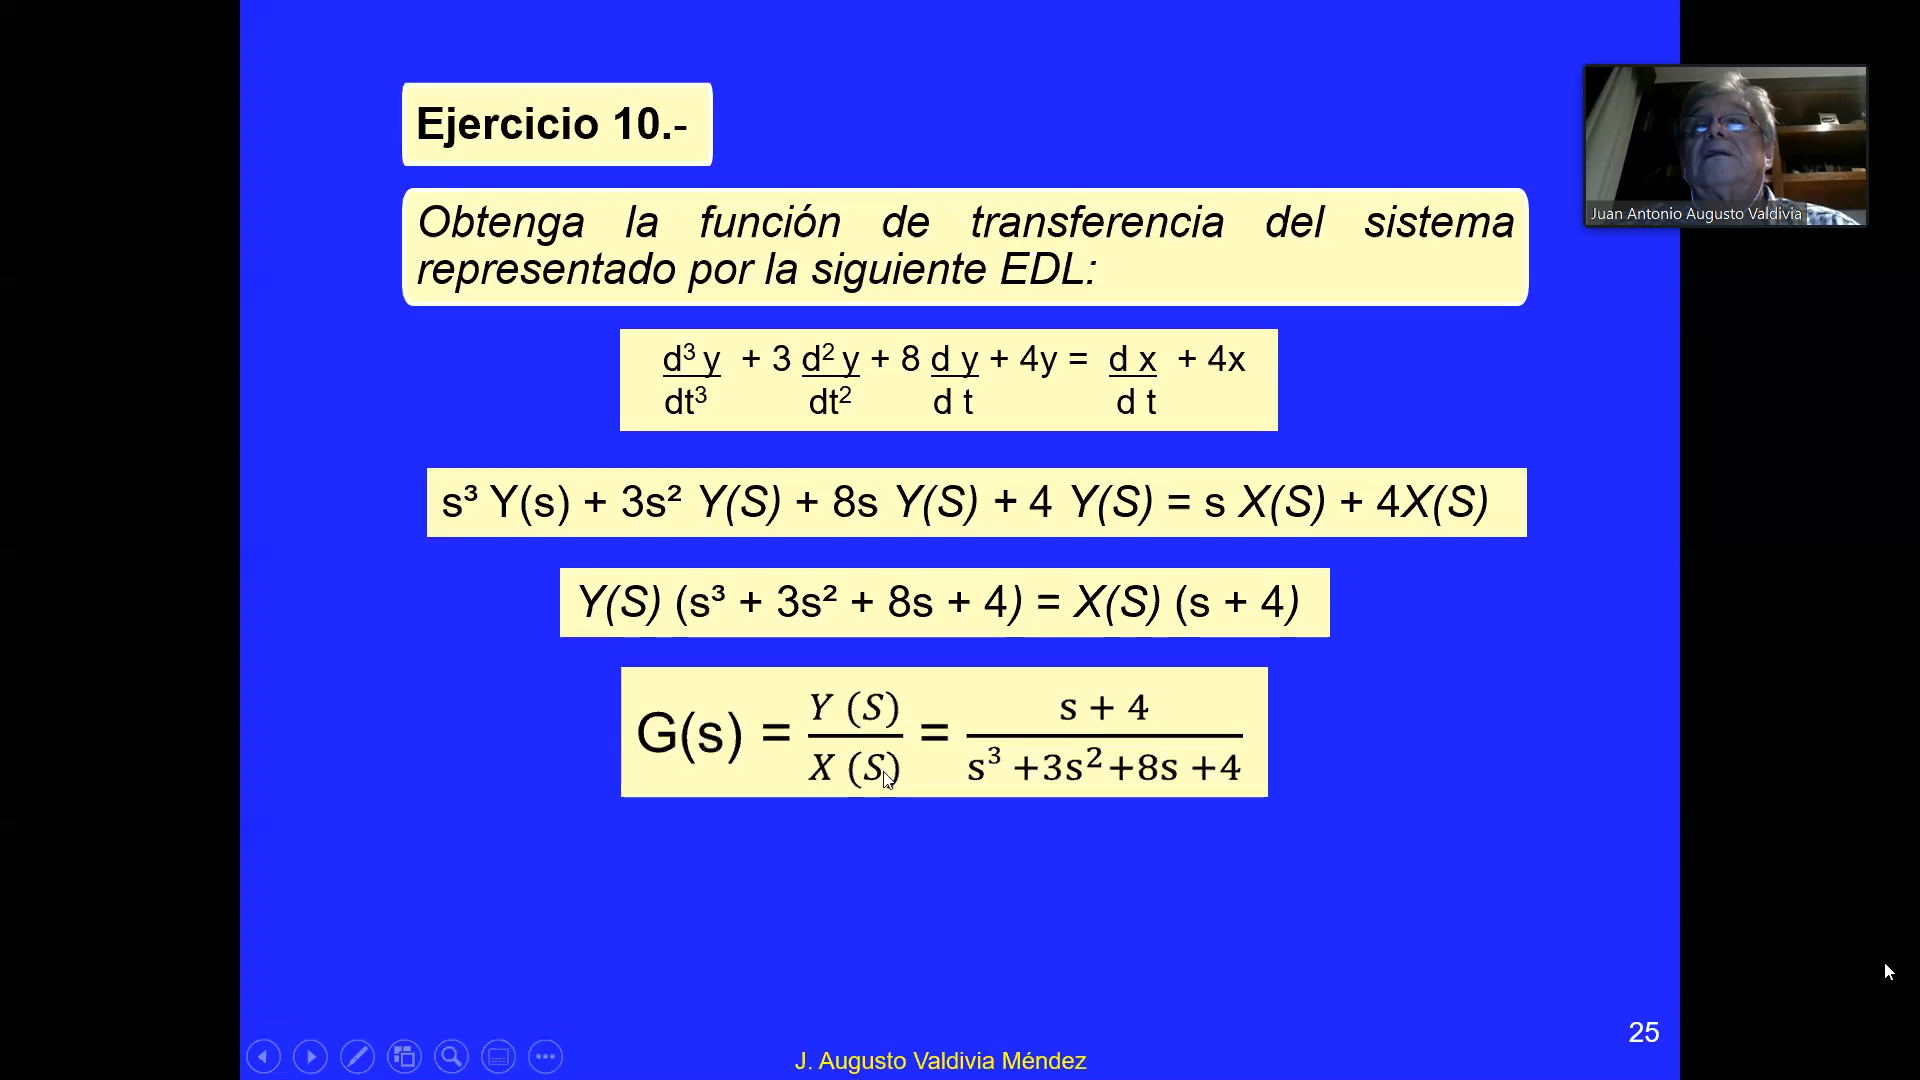 Ejercicio 10.-
Juan Antonio Augusto Valdivia
Obtenga la función de transferencia del sistema
representado por la siguiente EDL:
d³ y + 3 d² y + 8 d y + 4y = d x + 4x
dt³ dt² d t d t
s³ Y(s) + 3s² Y(S) + 8s Y(S) + 4 Y(S) = s X(S) + 4X(S)
Y(S) (s³ + 3s² + 8s + 4) = X(S) (s + 4)
G(s) = Y (S) / X (S) = s + 4 / s³ +3s²+8s +4
25
J. Augusto Valdivia Méndez